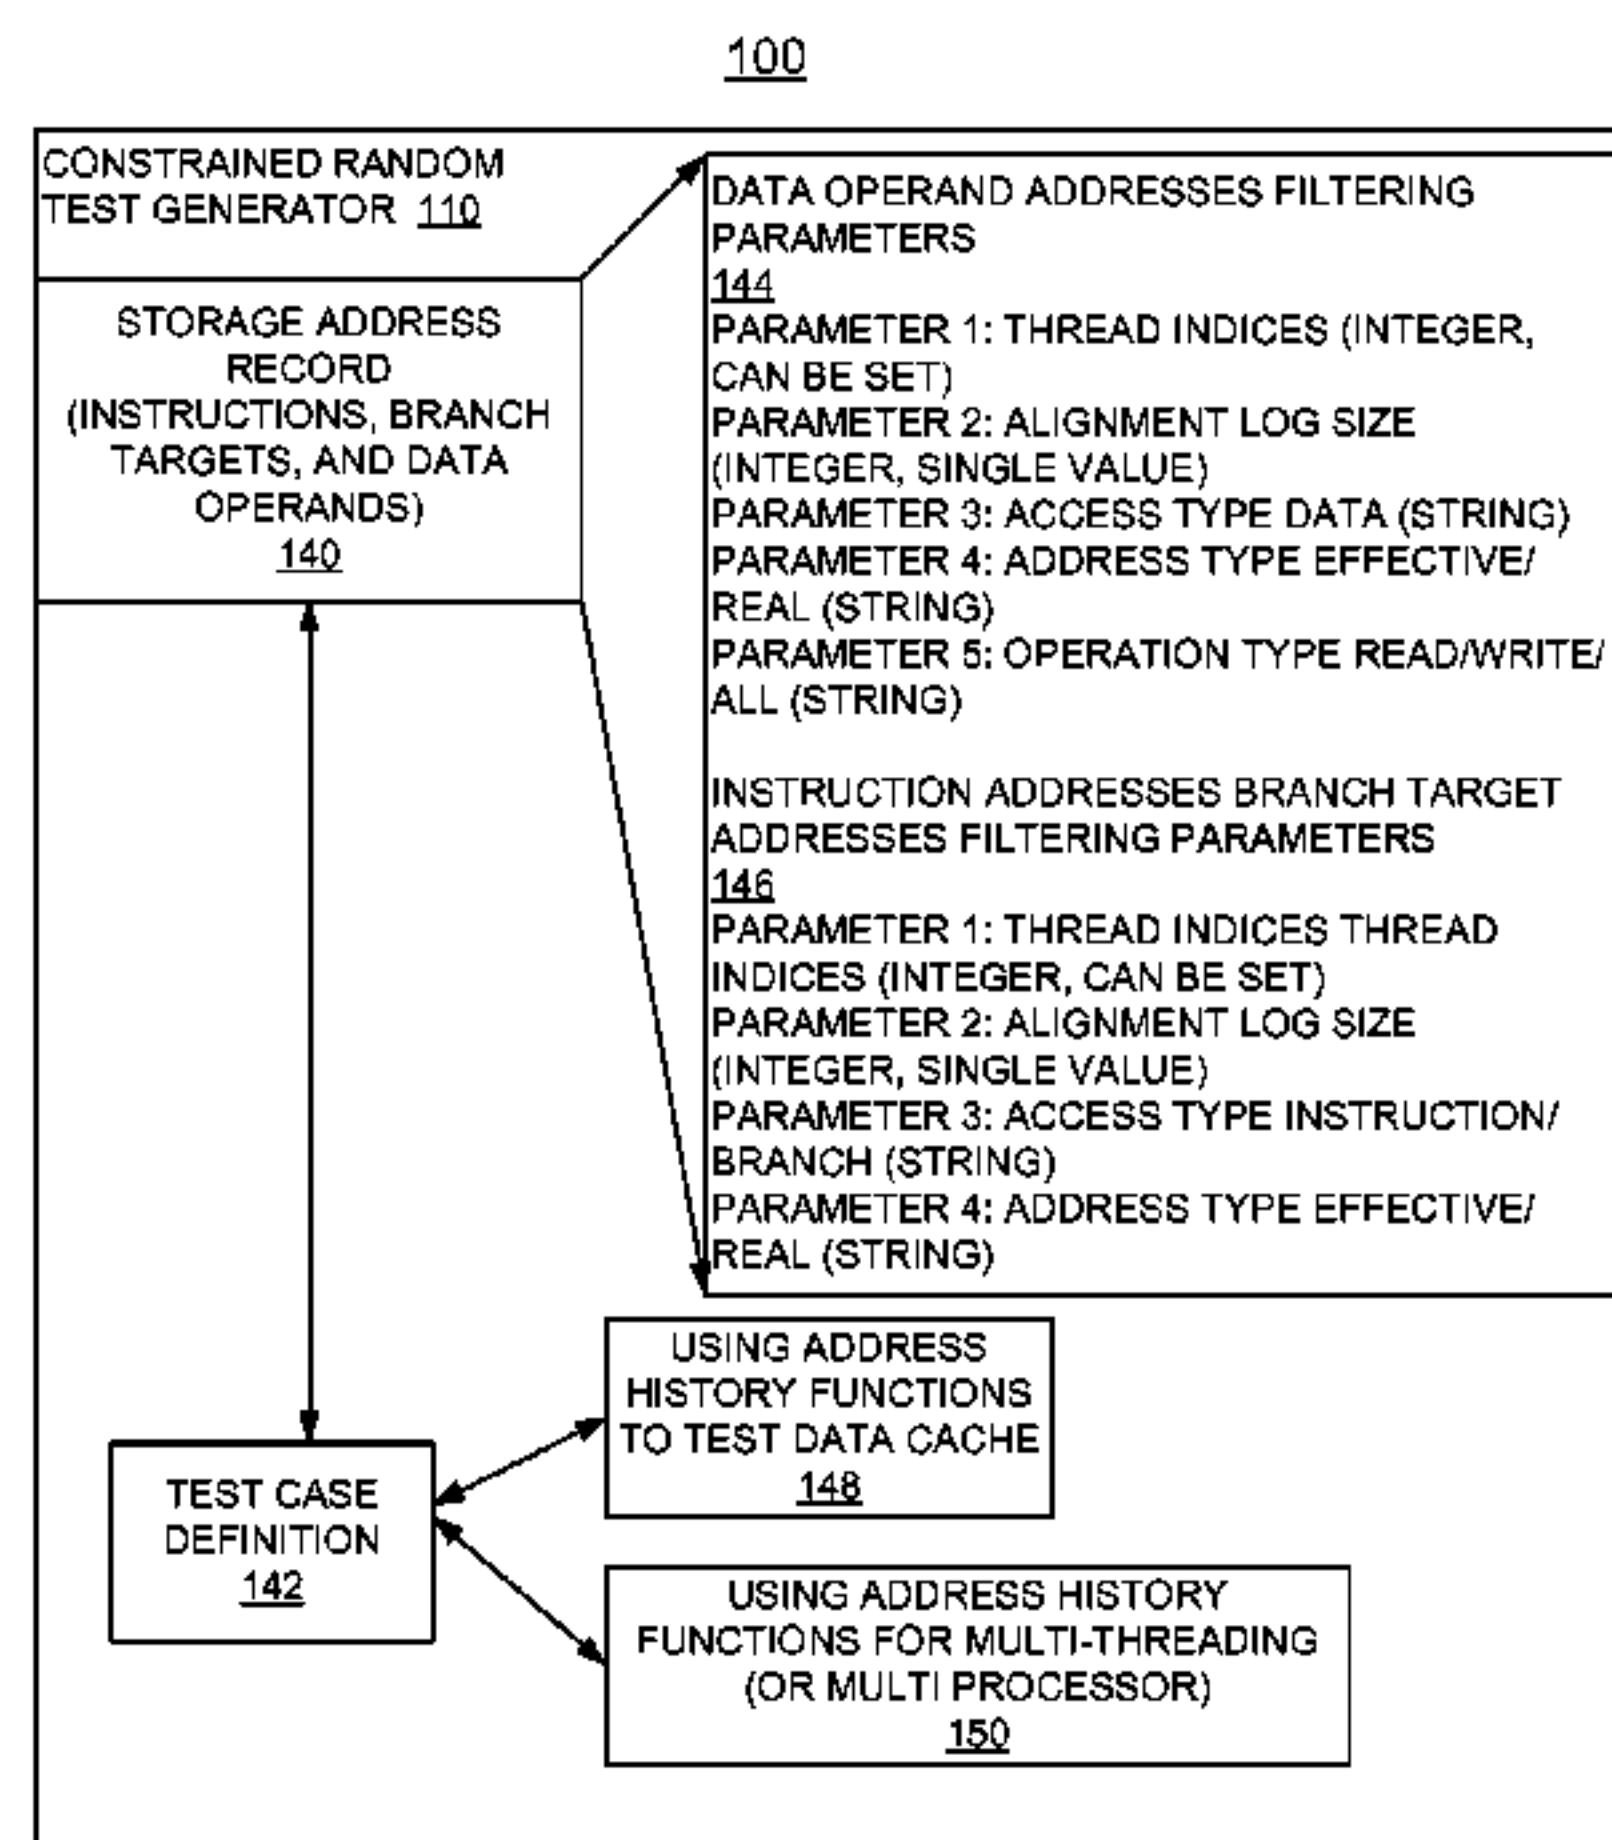 100
CONSTRAINED RANDOM
TEST GENERATOR 110
STORAGE ADDRESS
RECORD
(INSTRUCTIONS, BRANCH
TARGETS, AND DATA
OPERANDS)
140
DATA OPERAND ADDRESSES FILTERING
PARAMETERS
144
PARAMETER 1: THREAD INDICES (INTEGER,
CAN BE SET)
PARAMETER 2: ALIGNMENT LOG SIZE
(INTEGER, SINGLE VALUE)
PARAMETER 3: ACCESS TYPE DATA (STRING)
PARAMETER 4: ADDRESS TYPE EFFECTIVE/
REAL (STRING)
PARAMETER 5: OPERATION TYPE READ/WRITE/
ALL (STRING)
INSTRUCTION ADDRESSES BRANCH TARGET
ADDRESSES FILTERING PARAMETERS
146
PARAMETER 1: THREAD INDICES THREAD
INDICES (INTEGER, CAN BE SET)
PARAMETER 2: ALIGNMENT LOG SIZE
(INTEGER, SINGLE VALUE)
PARAMETER 3: ACCESS TYPE INSTRUCTION/
BRANCH (STRING)
PARAMETER 4: ADDRESS TYPE EFFECTIVE/
REAL (STRING)
USING ADDRESS
HISTORY FUNCTIONS
TO TEST DATA CACHE
148
TEST CASE
DEFINITION
142
USING ADDRESS HISTORY
FUNCTIONS FOR MULTI-THREADING
(OR MULTI PROCESSOR)
150